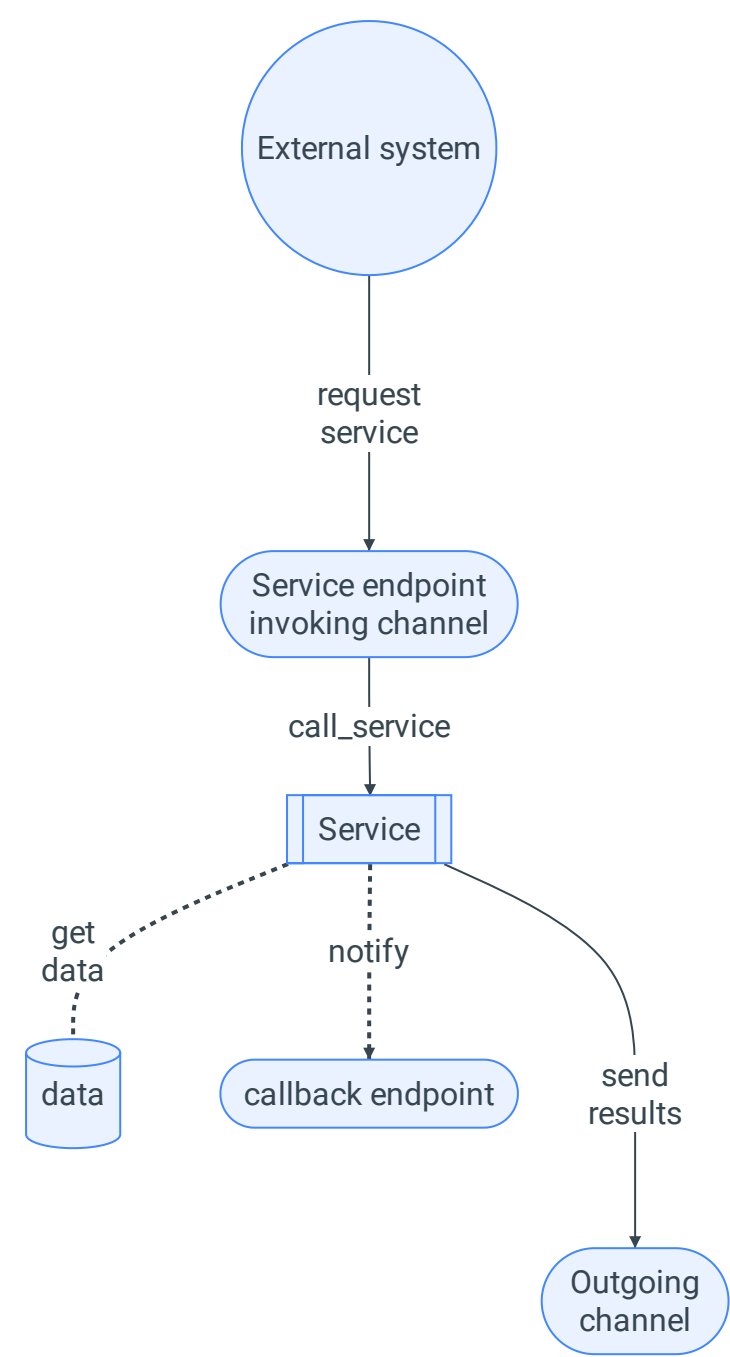 External system
request
service
Service endpoint
invoking channel
call_service
Service
get
data
notify
data
callback endpoint
send
results
Outgoing
channel